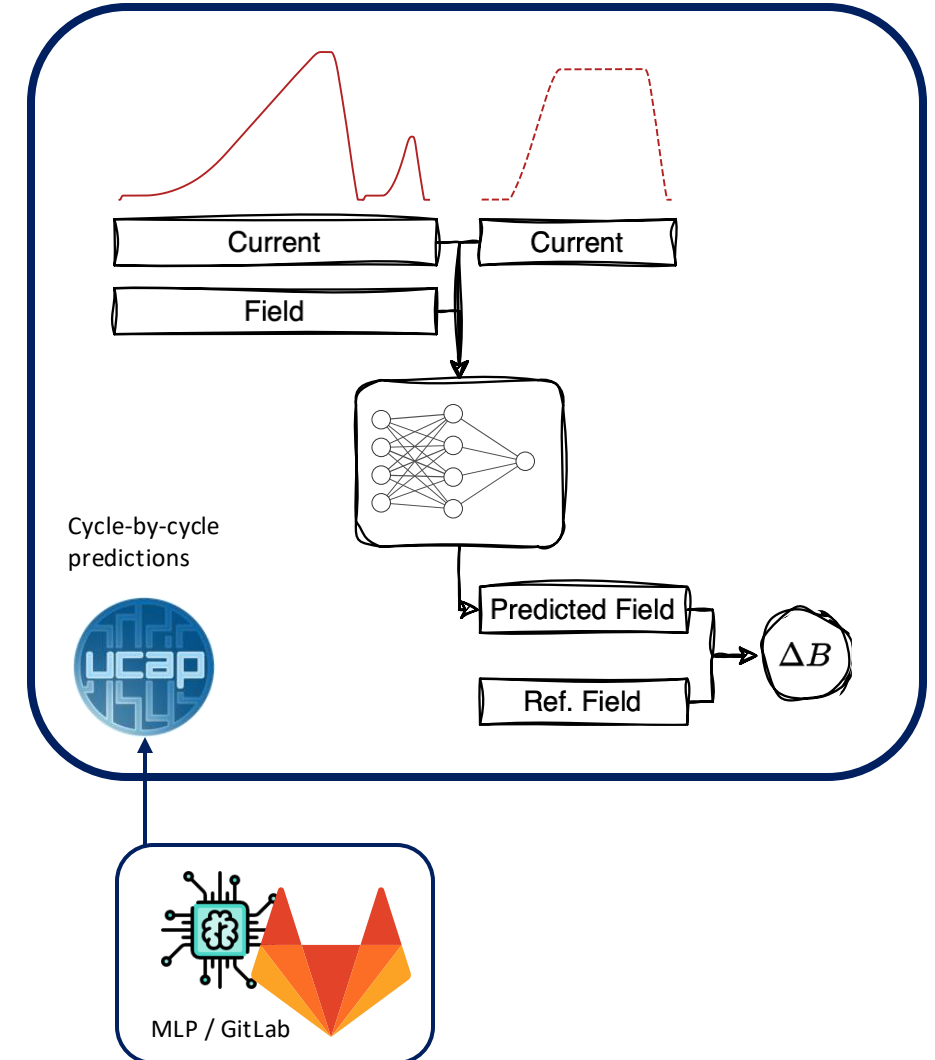 Current
Current
Field
Cycle-by-cycle
predictions
ucap
Predicted Field
ΔB
Ref. Field
MLP / GitLab